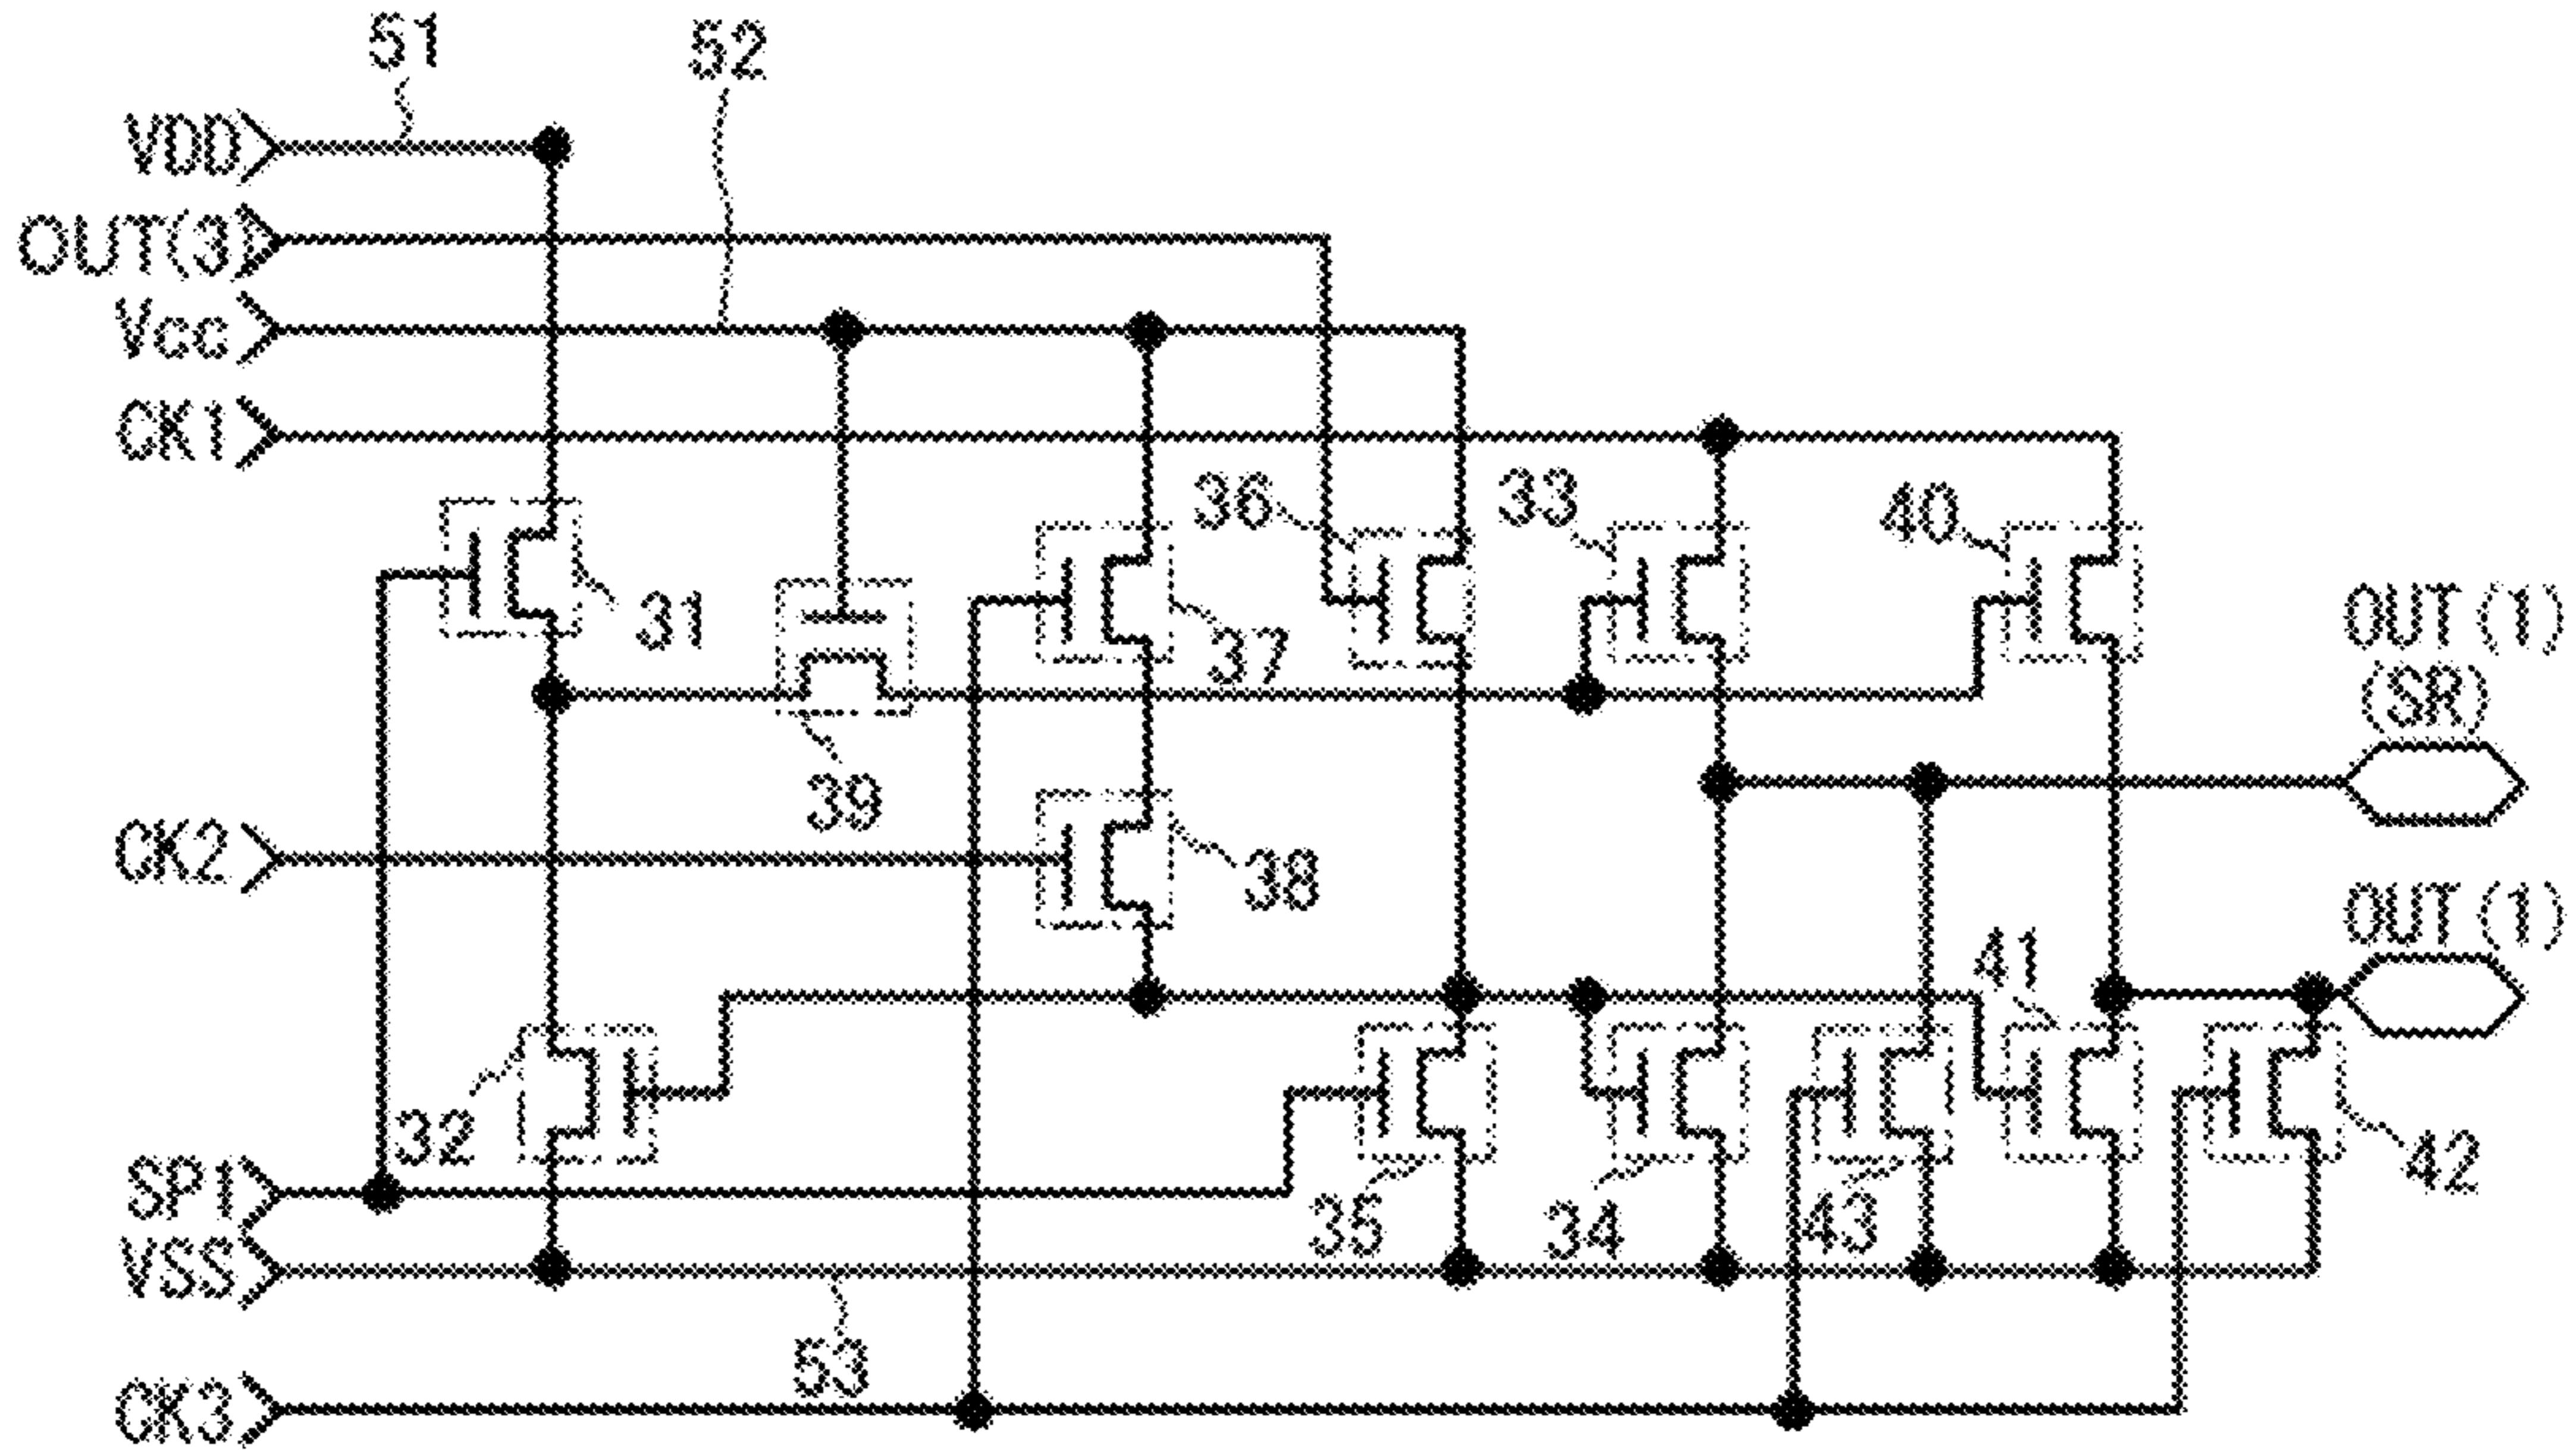 51
52
VDD
OUT(3)
Vcc
CK1
36
33
40
31
37
OUT (1)
(SR)
39
CK2
38
OUT (1)
41
32
42
SP1
35
34
43
VSS
53
CK3